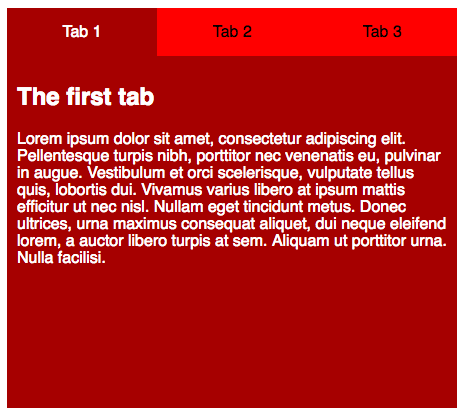 Tab 1 Tab 2 Tab 3
The first tab
Lorem ipsum dolor sit amet, consectetur adipiscing elit.
Pellentesque turpis nibh, porttitor nec venenatis eu, pulvinar
in augue. Vestibulum et orci scelerisque, vulputate tellus
quis, lobortis dui. Vivamus varius libero at ipsum mattis
efficitur ut nec nisl. Nullam eget tincidunt metus. Donec
ultrices, urna maximus consequat aliquet, dui neque eleifend
lorem, a auctor libero turpis at sem. Aliquam ut porttitor urna.
Nulla facilisi.